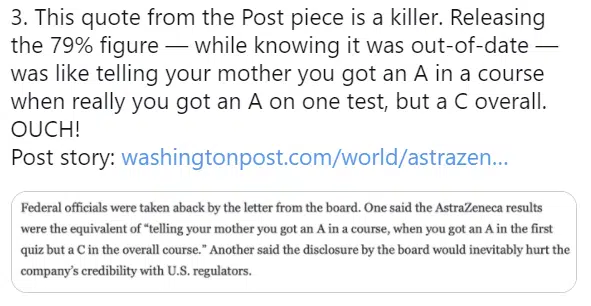 3. This quote from the Post piece is a killer. Releasing
the 79% figure — while knowing it was out-of-date —
was like telling your mother you got an A in a course
when really you got an A on one test, but a C overall.
OUCH!
Post story: washingtonpost.com/world/astrazen...
Federal officials were taken aback by the letter from the board. One said the AstraZeneca results
were the equivalent of “telling your mother you got an A in a course, when you got an A in the first
quiz but a C in the overall course.” Another said the disclosure by the board would inevitably hurt the
company’s credibility with U.S. regulators.